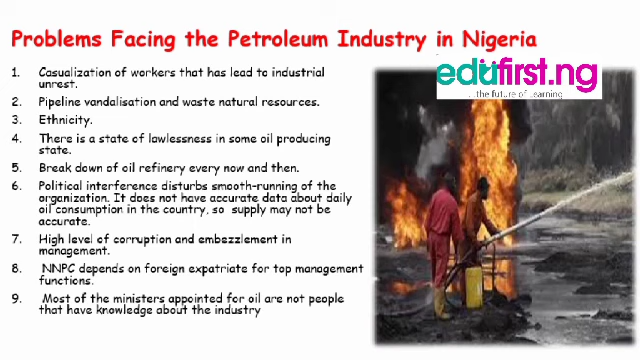 Problems Facing the Petroleum Industry in Nigeria
edufirst.ng
...the future of learning
1. Casualization of workers that has lead to industrial
unrest.
2. Pipeline vandalisation and waste natural resources.
3. Ethnicity.
4. There is a state of lawlessness in some oil producing
state.
5. Break down of oil refinery every now and then.
6. Political interference disturbs smooth-running of the
organization. It does not have accurate data about daily
oil consumption in the country, so supply may not be
accurate.
7. High level of corruption and embezzlement in
management.
8. NNPC depends on foreign expatriate for top management
functions.
9. Most of the ministers appointed for oil are not people
that have knowledge about the industry